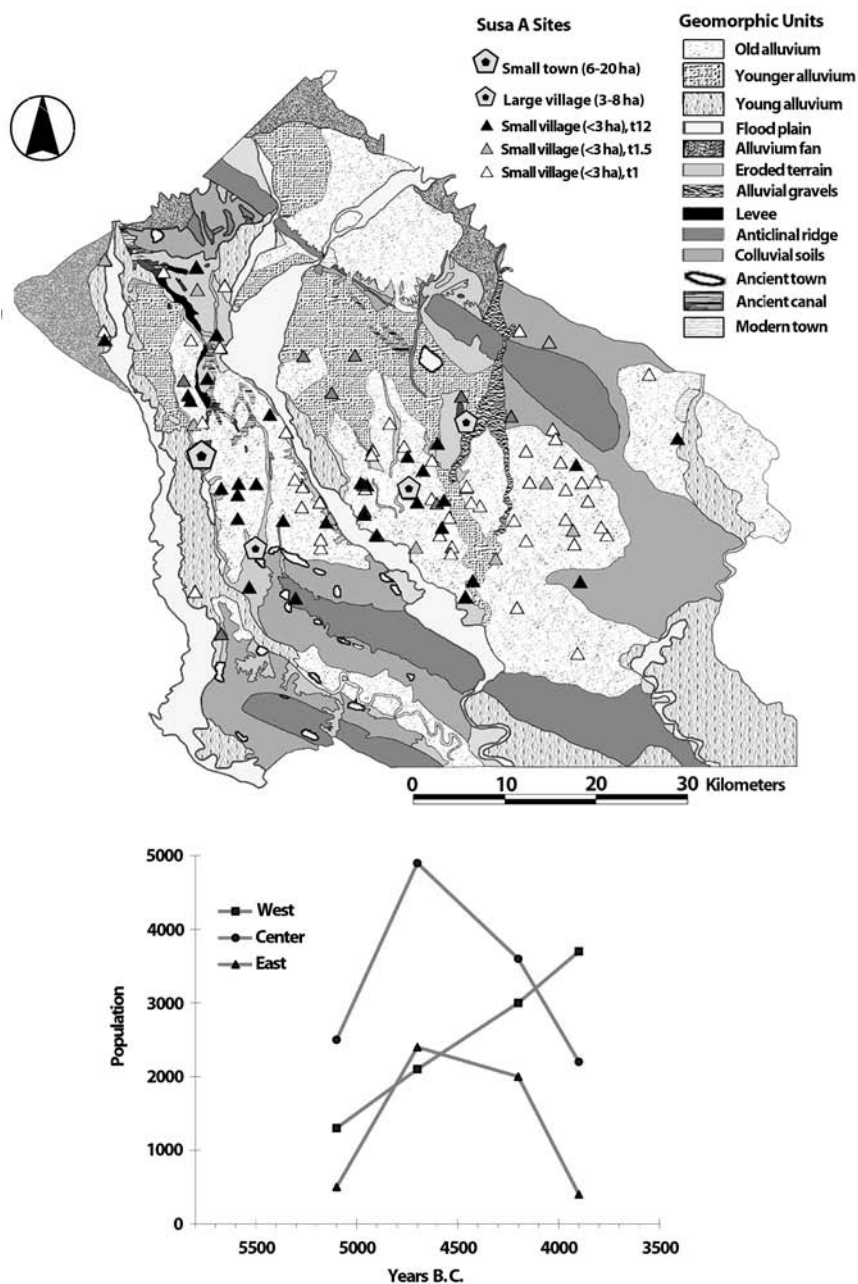 Susa A Sites
Small town (6-20 ha)
Large village (3-8 ha)
Small village (<3 ha), t12
Small village (<3 ha), t1.5
Small village (<3 ha), t1
Geomorphic Units
Old alluvium
Younger alluvium
Young alluvium
Flood plain
Alluvium fan
Eroded terrain
Alluvial gravels
Levee
Anticlinal ridge
Colluvial soils
Ancient town
Ancient canal
Modern town
0 10 20 30 Kilometers
5000
4000
3000
2000
1000
0
Population
West
Center
East
5500 5000 4500 4000 3500
Years B.C.